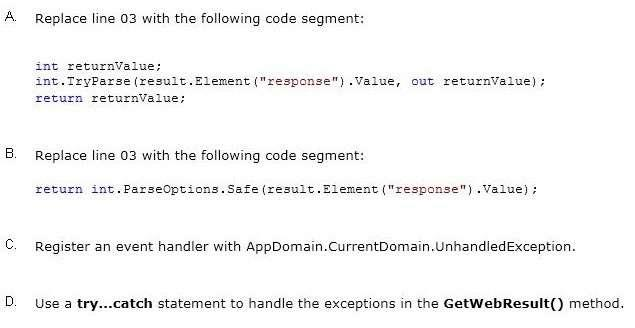 A. Replace line 03 with the following code segment:
int returnValue;
int.TryParse(result.Element("response").Value, out returnValue);
return returnValue;
B. Replace line 03 with the following code segment:
return int.ParseOptions.Safe(result.Element("response").Value);
C. Register an event handler with AppDomain.CurrentDomain.UnhandledException.
D. Use a try...catch statement to handle the exceptions in the GetWebResult() method.